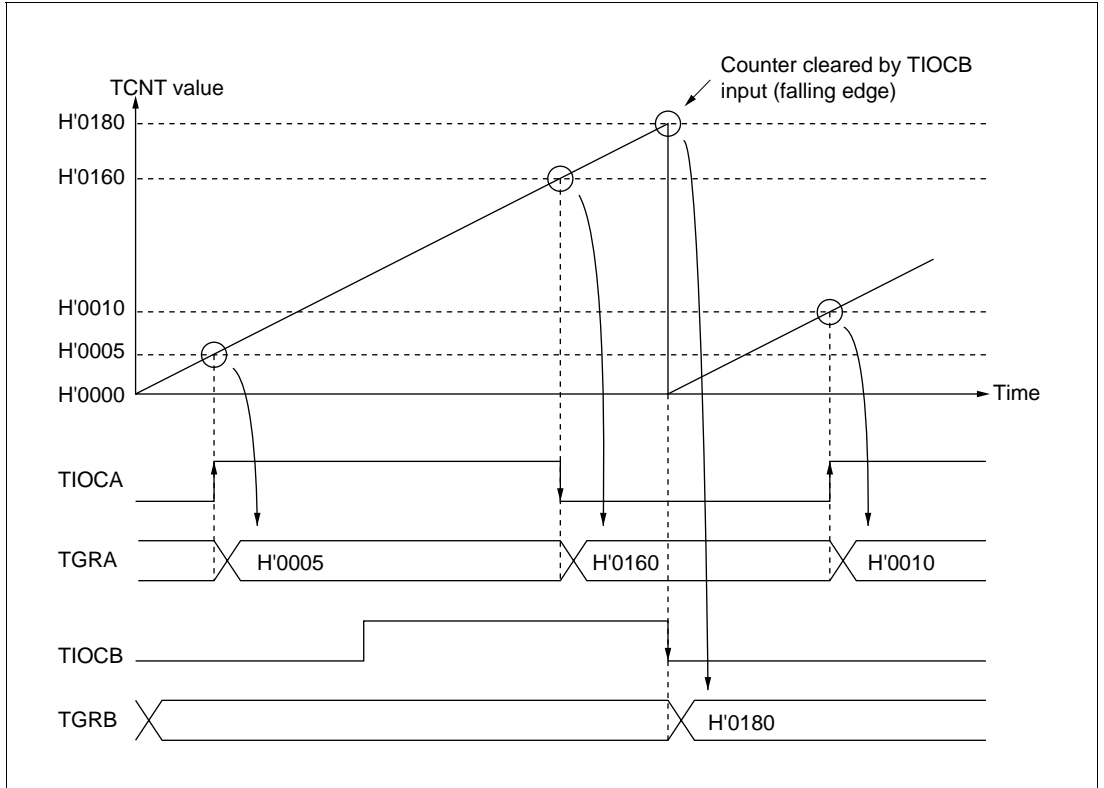 Counter cleared by TIOCB
input (falling edge)
TCNT value
H'0180
H'0160
H'0010
H'0005
H'0000
Time
TIOCA
TGRA
H'0005
H'0160
H'0010
TIOCB
TGRB
H'0180